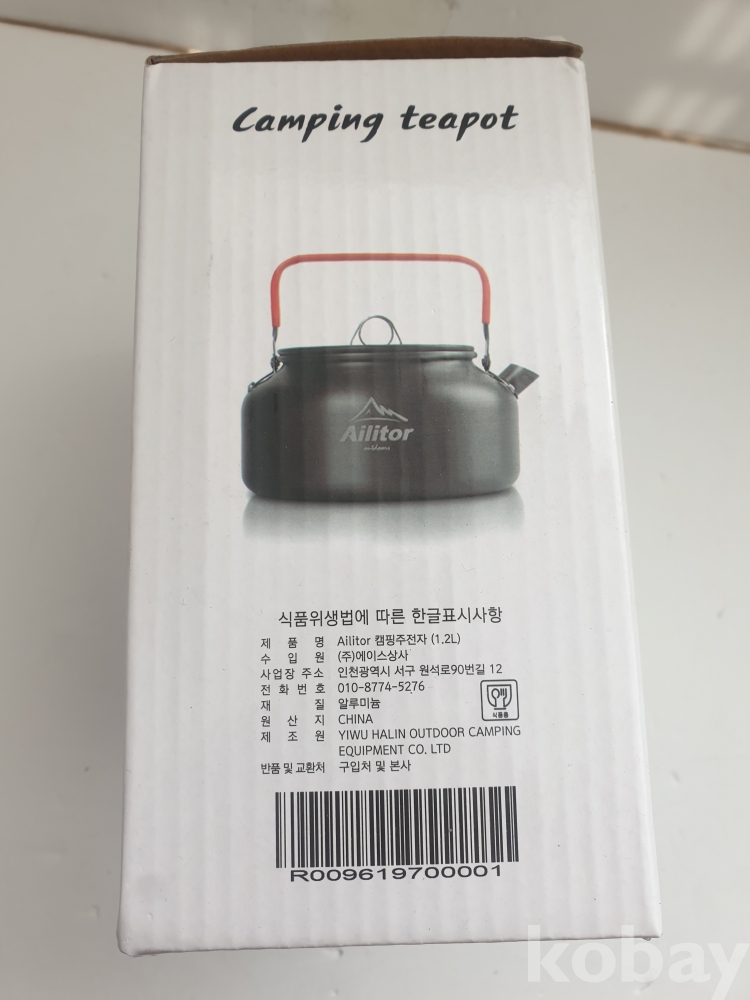 Camping teapot
Ailitor
outdoors
식품위생법에 따른 한글표시사항
제 품 명 Ailitor 캠핑주전자 (1.2L)
수 입 원 (주)에이스상사
사업장 주소 인천광역시 서구 원석로90번길 12
전 화 번 호 010-8774-5276
재 질 알루미늄
원 산 지 CHINA
제 조 원 YIWU HALIN OUTDOOR CAMPING
EQUIPMENT CO. LTD
반품 및 교환처 구입처 및 본사
식품용
R009619700001
kobay